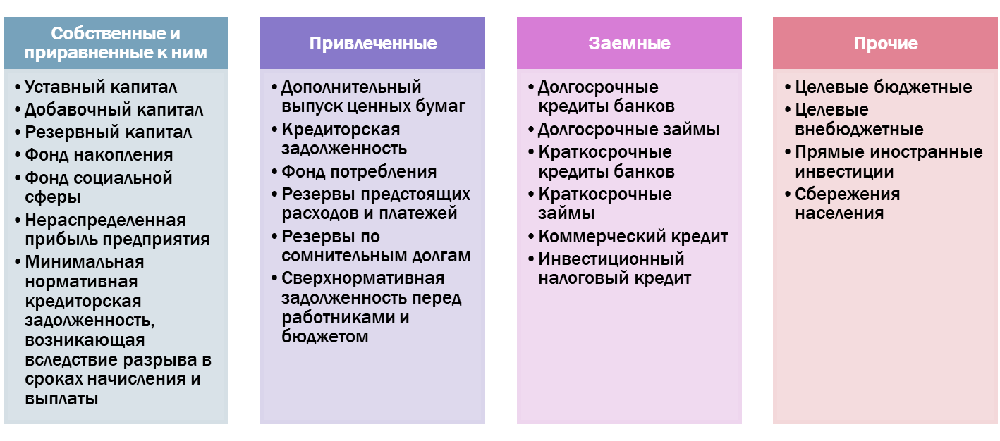 Собственные и
приравненные к ним
• Уставный капитал
• Добавочный капитал
• Резервный капитал
• Фонд накопления
• Фонд социальной
сферы
• Нераспределенная
прибыль предприятия
• Минимальная
нормативная
кредиторская
задолженность,
возникающая
вследствие разрыва в
сроках начисления и
выплаты
Привлеченные
• Дополнительный
выпуск ценных бумаг
• Кредиторская
задолженность
• Фонд потребления
• Резервы предстоящих
расходов и платежей
• Резервы по
сомнительным долгам
• Сверхнормативная
задолженность перед
работниками и
бюджетом
Заемные
• Долгосрочные
кредиты банков
• Долгосрочные займы
• Краткосрочные
кредиты банков
• Краткосрочные
займы
• Коммерческий кредит
• Инвестиционный
налоговый кредит
Прочие
• Целевые бюджетные
• Целевые
внебюджетные
• Прямые иностранные
инвестиции
• Сбережения
населения